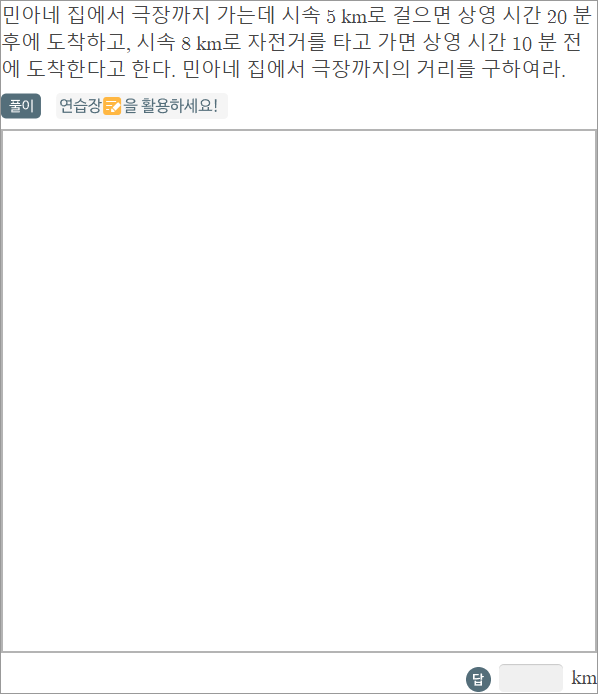 민아네 집에서 극장까지 가는데 시속 5 km로 걸으면 상영 시간 20 분
후에 도착하고, 시속 8 km로 자전거를 타고 가면 상영 시간 10 분 전
에 도착한다고 한다. 민아네 집에서 극장까지의 거리를 구하여라.
풀이 연습장을 활용하세요!
답 km